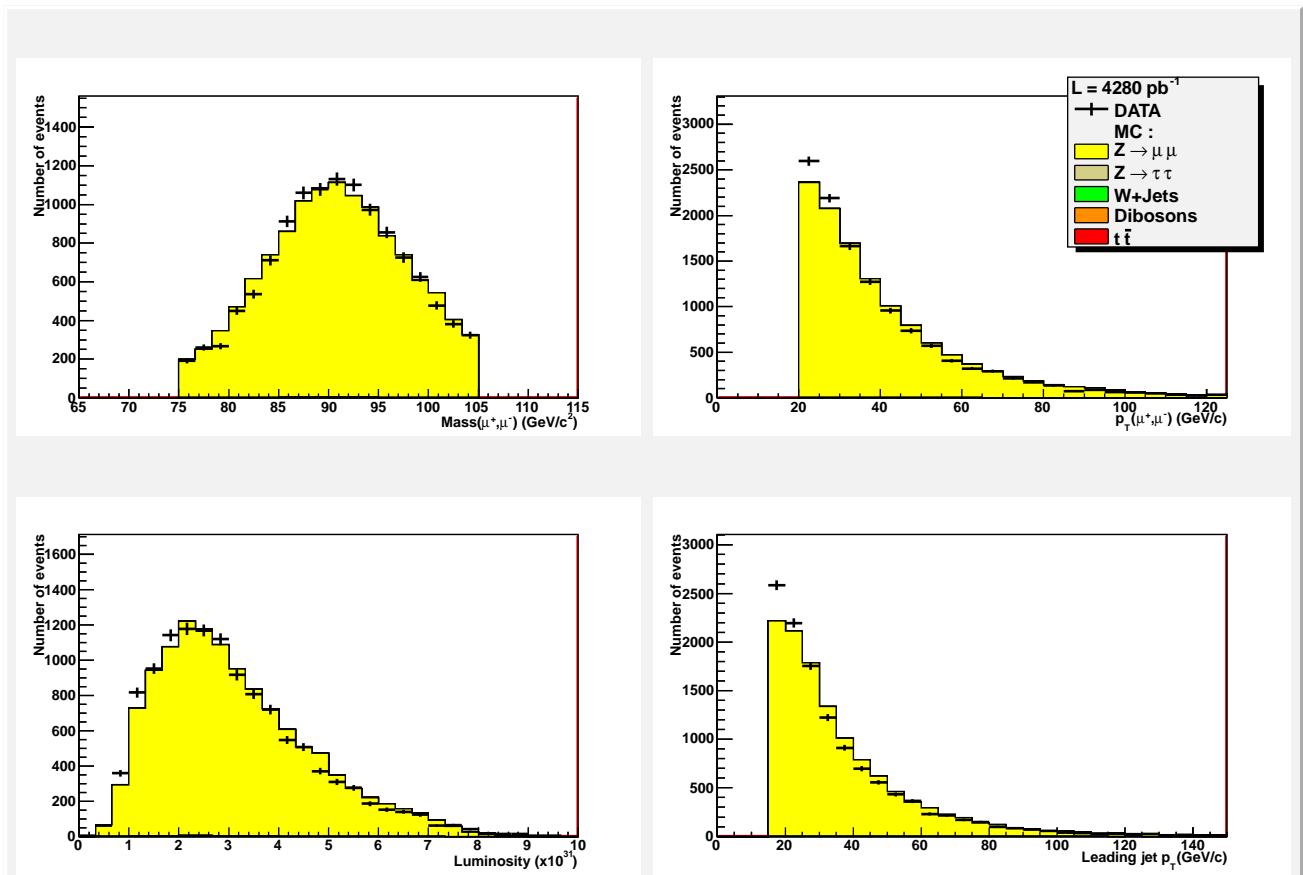 Number of events
1400
1200
1000
800
600
400
200
0
65 70 75 80 85 90 95 100 105 110 115
Mass(μ⁺,μ⁻) (GeV/c²)
Number of events
3000
2500
2000
1500
1000
500
0
0 20 40 60 80 100 120
p_T(μ⁺,μ⁻) (GeV/c)
L = 4280 pb⁻¹
DATA
MC :
Z → μ μ
Z → τ τ
W+Jets
Dibosons
t t̄
Number of events
1600
1400
1200
1000
800
600
400
200
0
0 1 2 3 4 5 6 7 8 9 10
Luminosity (x10³¹)
Number of events
3000
2500
2000
1500
1000
500
0
20 40 60 80 100 120 140
Leading jet p_T(GeV/c)